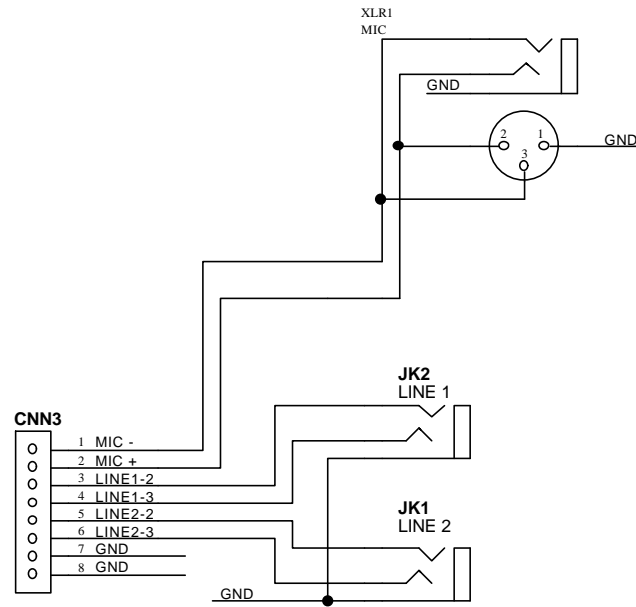 XLR1
MIC
GND
2
1
GND
3
JK2
LINE 1
CNN3
1 MIC -
2 MIC +
3 LINE1-2
4 LINE1-3
5 LINE2-2
6 LINE2-3
7 GND
8 GND
JK1
LINE 2
GND